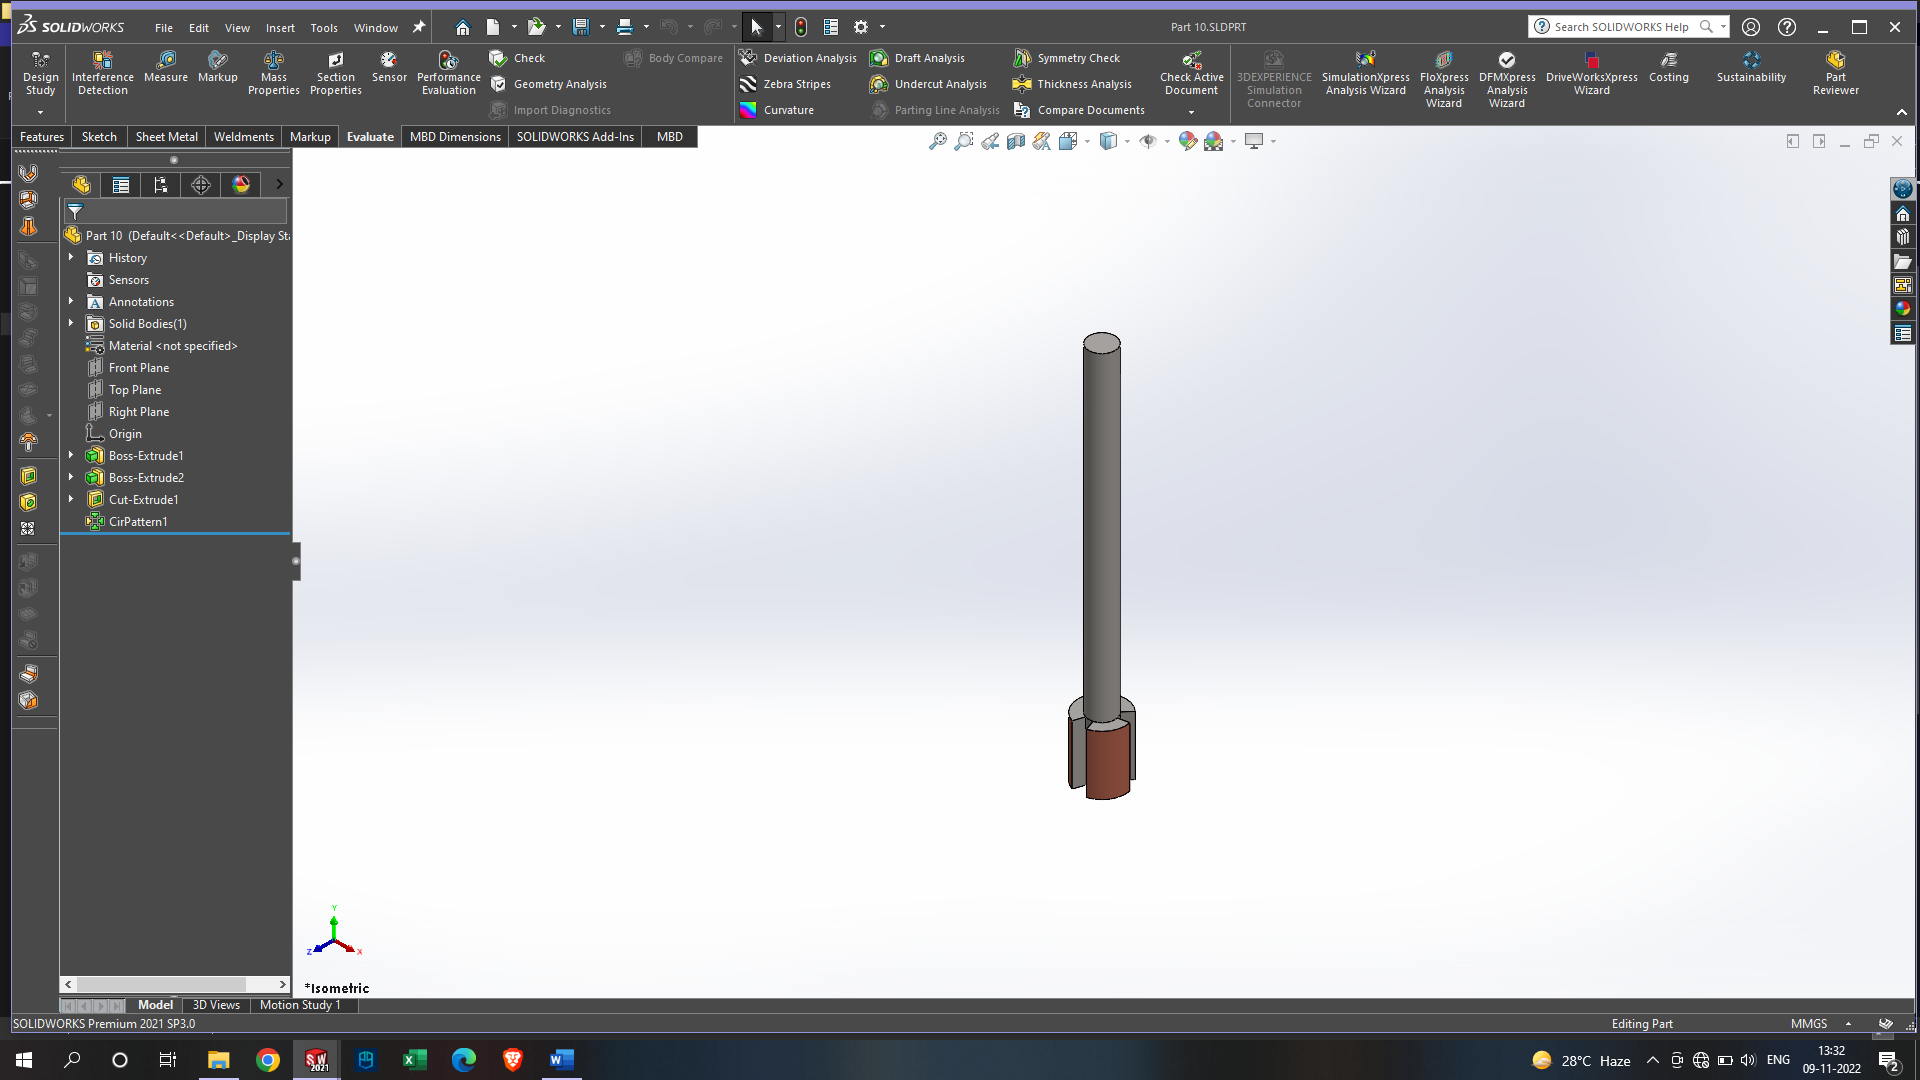 SOLIDWORKS File Edit View Insert Tools Window Part 10.SLDPRT Search SOLIDWORKS Help
Design Study
Interference Detection
Measure
Markup
Mass Properties
Section Properties
Sensor
Performance Evaluation
Check
Geometry Analysis
Import Diagnostics
Body Compare
Deviation Analysis
Zebra Stripes
Curvature
Draft Analysis
Undercut Analysis
Parting Line Analysis
Symmetry Check
Thickness Analysis
Compare Documents
Check Active Document
3DEXPERIENCE Simulation Connector
SimulationXpress Analysis Wizard
FloXpress Analysis Wizard
DFMXpress Analysis Wizard
DriveWorksXpress Wizard
Costing
Sustainability
Part Reviewer
Features Sketch Sheet Metal Weldments Markup Evaluate MBD Dimensions SOLIDWORKS Add-Ins MBD
Part 10 (Default<<Default>_Display Sta
History
Sensors
Annotations
Solid Bodies(1)
Material <not specified>
Front Plane
Top Plane
Right Plane
Origin
Boss-Extrude1
Boss-Extrude2
Cut-Extrude1
CirPattern1
Y
Z X
*Isometric
Model 3D Views Motion Study 1
SOLIDWORKS Premium 2021 SP3.0 Editing Part MMGS
28°C Haze ENG 13:32
09-11-2022
2